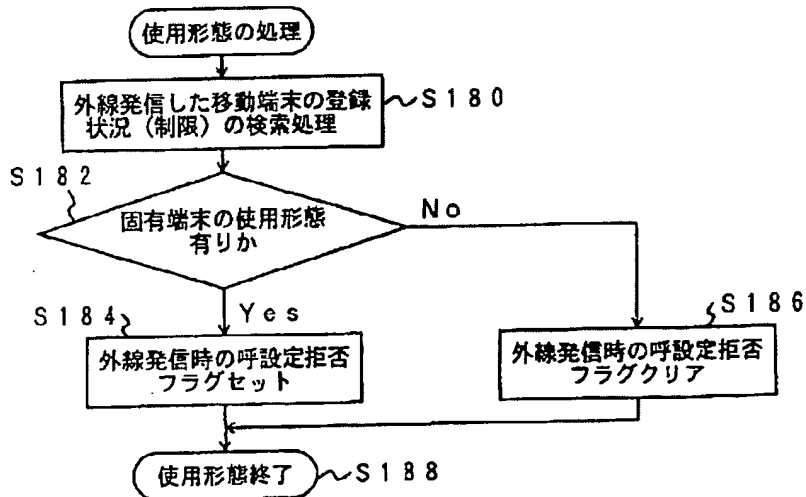 使用形態の処理
外線発信した移動端末の登録
状況（制限）の検索処理
S180
S182
固有端末の使用形態
有りか
No
Yes
S184
外線発信時の呼設定拒否
フラグセット
S186
外線発信時の呼設定拒否
フラグクリア
使用形態終了
S188